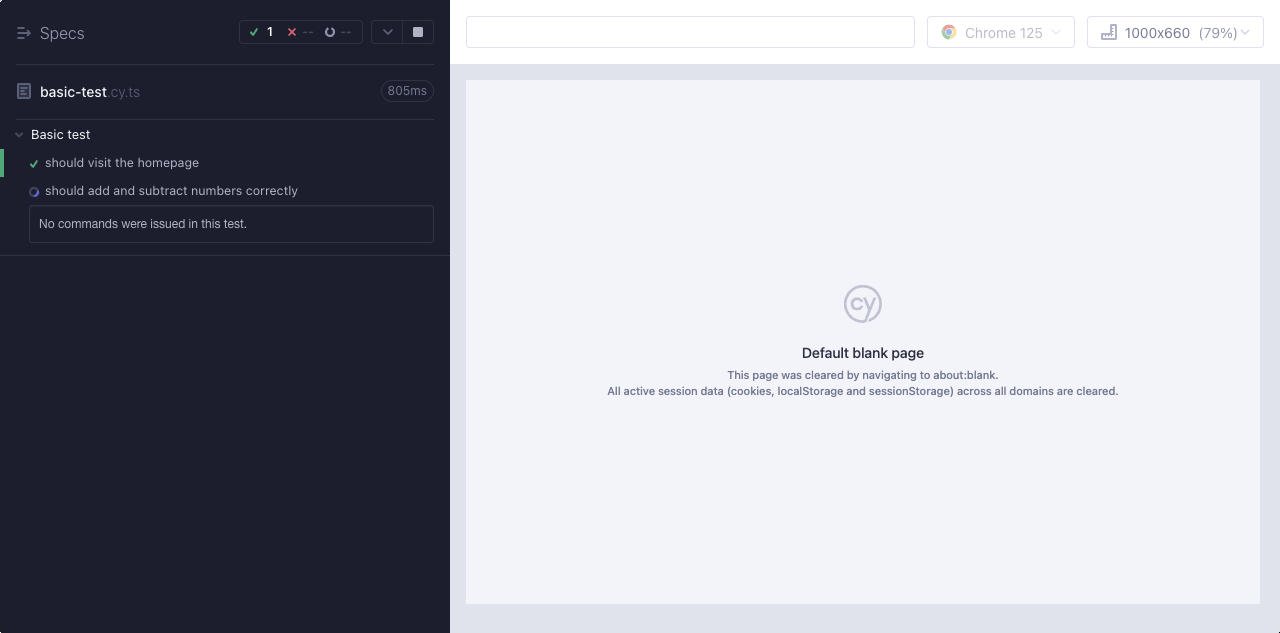 Specs
1 -- --
basic-test.cy.ts
805ms
Basic test
should visit the homepage
should add and subtract numbers correctly
No commands were issued in this test.
Chrome 125
1000x660 (79%)
cy
Default blank page
This page was cleared by navigating to about:blank.
All active session data (cookies, localStorage and sessionStorage) across all domains are cleared.